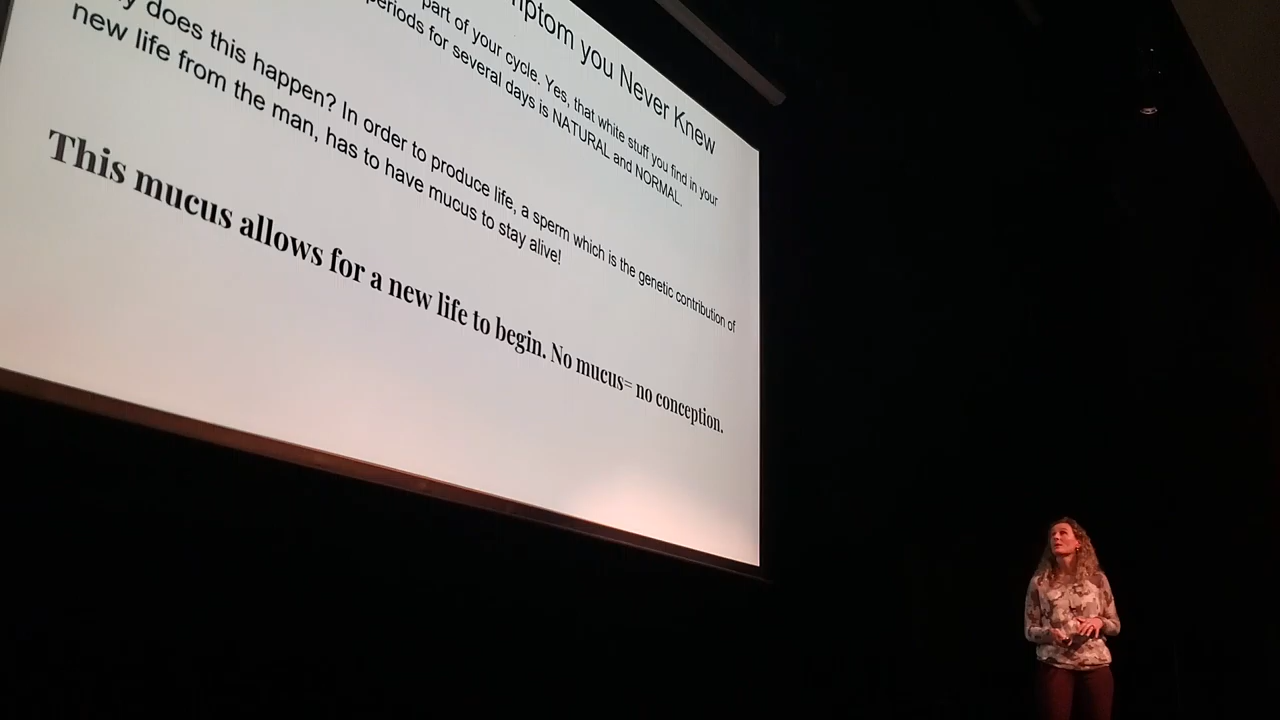 you Never Knew
part of your cycle. Yes, that white stuff you find in your
periods for several days is NATURAL and NORMAL.
does this happen? In order to produce life, a sperm which is the genetic contribution of
new life from the man, has to have mucus to stay alive!
This mucus allows for a new life to begin. No mucus= no conception.